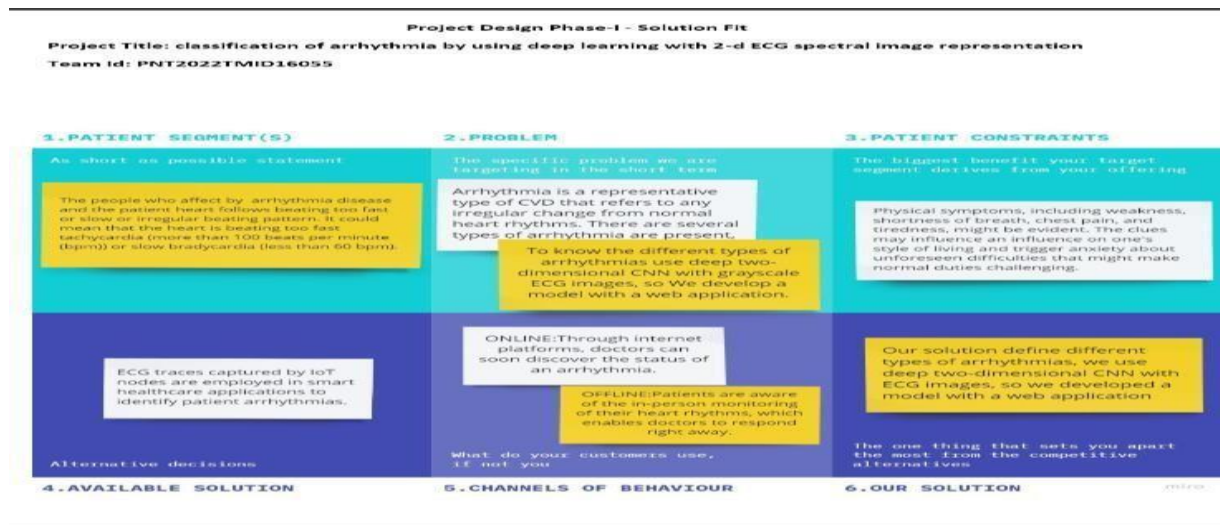 Project Design Phase-I - Solution Fit
Project Title: classification of arrhythmia by using deep learning with 2-d ECG spectral image representation
Team Id: PNT2022TMID16055
1.PATIENT SEGMENT(S)
As short as possible statement
The people who affect by arrhythmia disease
and the patient heart follows beating too fast
or slow or irregular beating pattern. It could
mean that the heart is beating too fast
tachycardia (more than 100 beats per minute
(bpm)) or slow bradycardia (less than 60 bpm).
2.PROBLEM
The specific problem we are
targeting in the short term
Arrhythmia is a representative
type of CVD that refers to any
irregular change from normal
heart rhythms. There are several
types of arrhythmia are present,
To know the different types of
arrhythmias use deep two-
dimensional CNN with grayscale
ECG images, so We develop a
model with a web application.
3.PATIENT CONSTRAINTS
The biggest benefit your target
segment derives from your offering
Physical symptoms, including weakness,
shortness of breath, chest pain, and
tiredness, might be evident. The clues
may influence an influence on one's
style of living and trigger anxiety about
unforeseen difficulties that might make
normal duties challenging.
ECG traces captured by IoT
nodes are employed in smart
healthcare applications to
identify patient arrhythmias.
Alternative decisions
4.AVAILABLE SOLUTION
ONLINE:Through internet
platforms, doctors can
soon discover the status of
an arrhythmia.
OFFLINE:Patients are aware
of the in-person monitoring
of their heart rhythms, which
enables doctors to respond
right away.
What do your customers use,
if not you
5.CHANNELS OF BEHAVIOUR
Our solution define different
types of arrhythmias, we use
deep two-dimensional CNN with
ECG images, so we developed a
model with a web application
The one thing that sets you apart
the most from the competitive
alternatives
6.OUR SOLUTION
miro